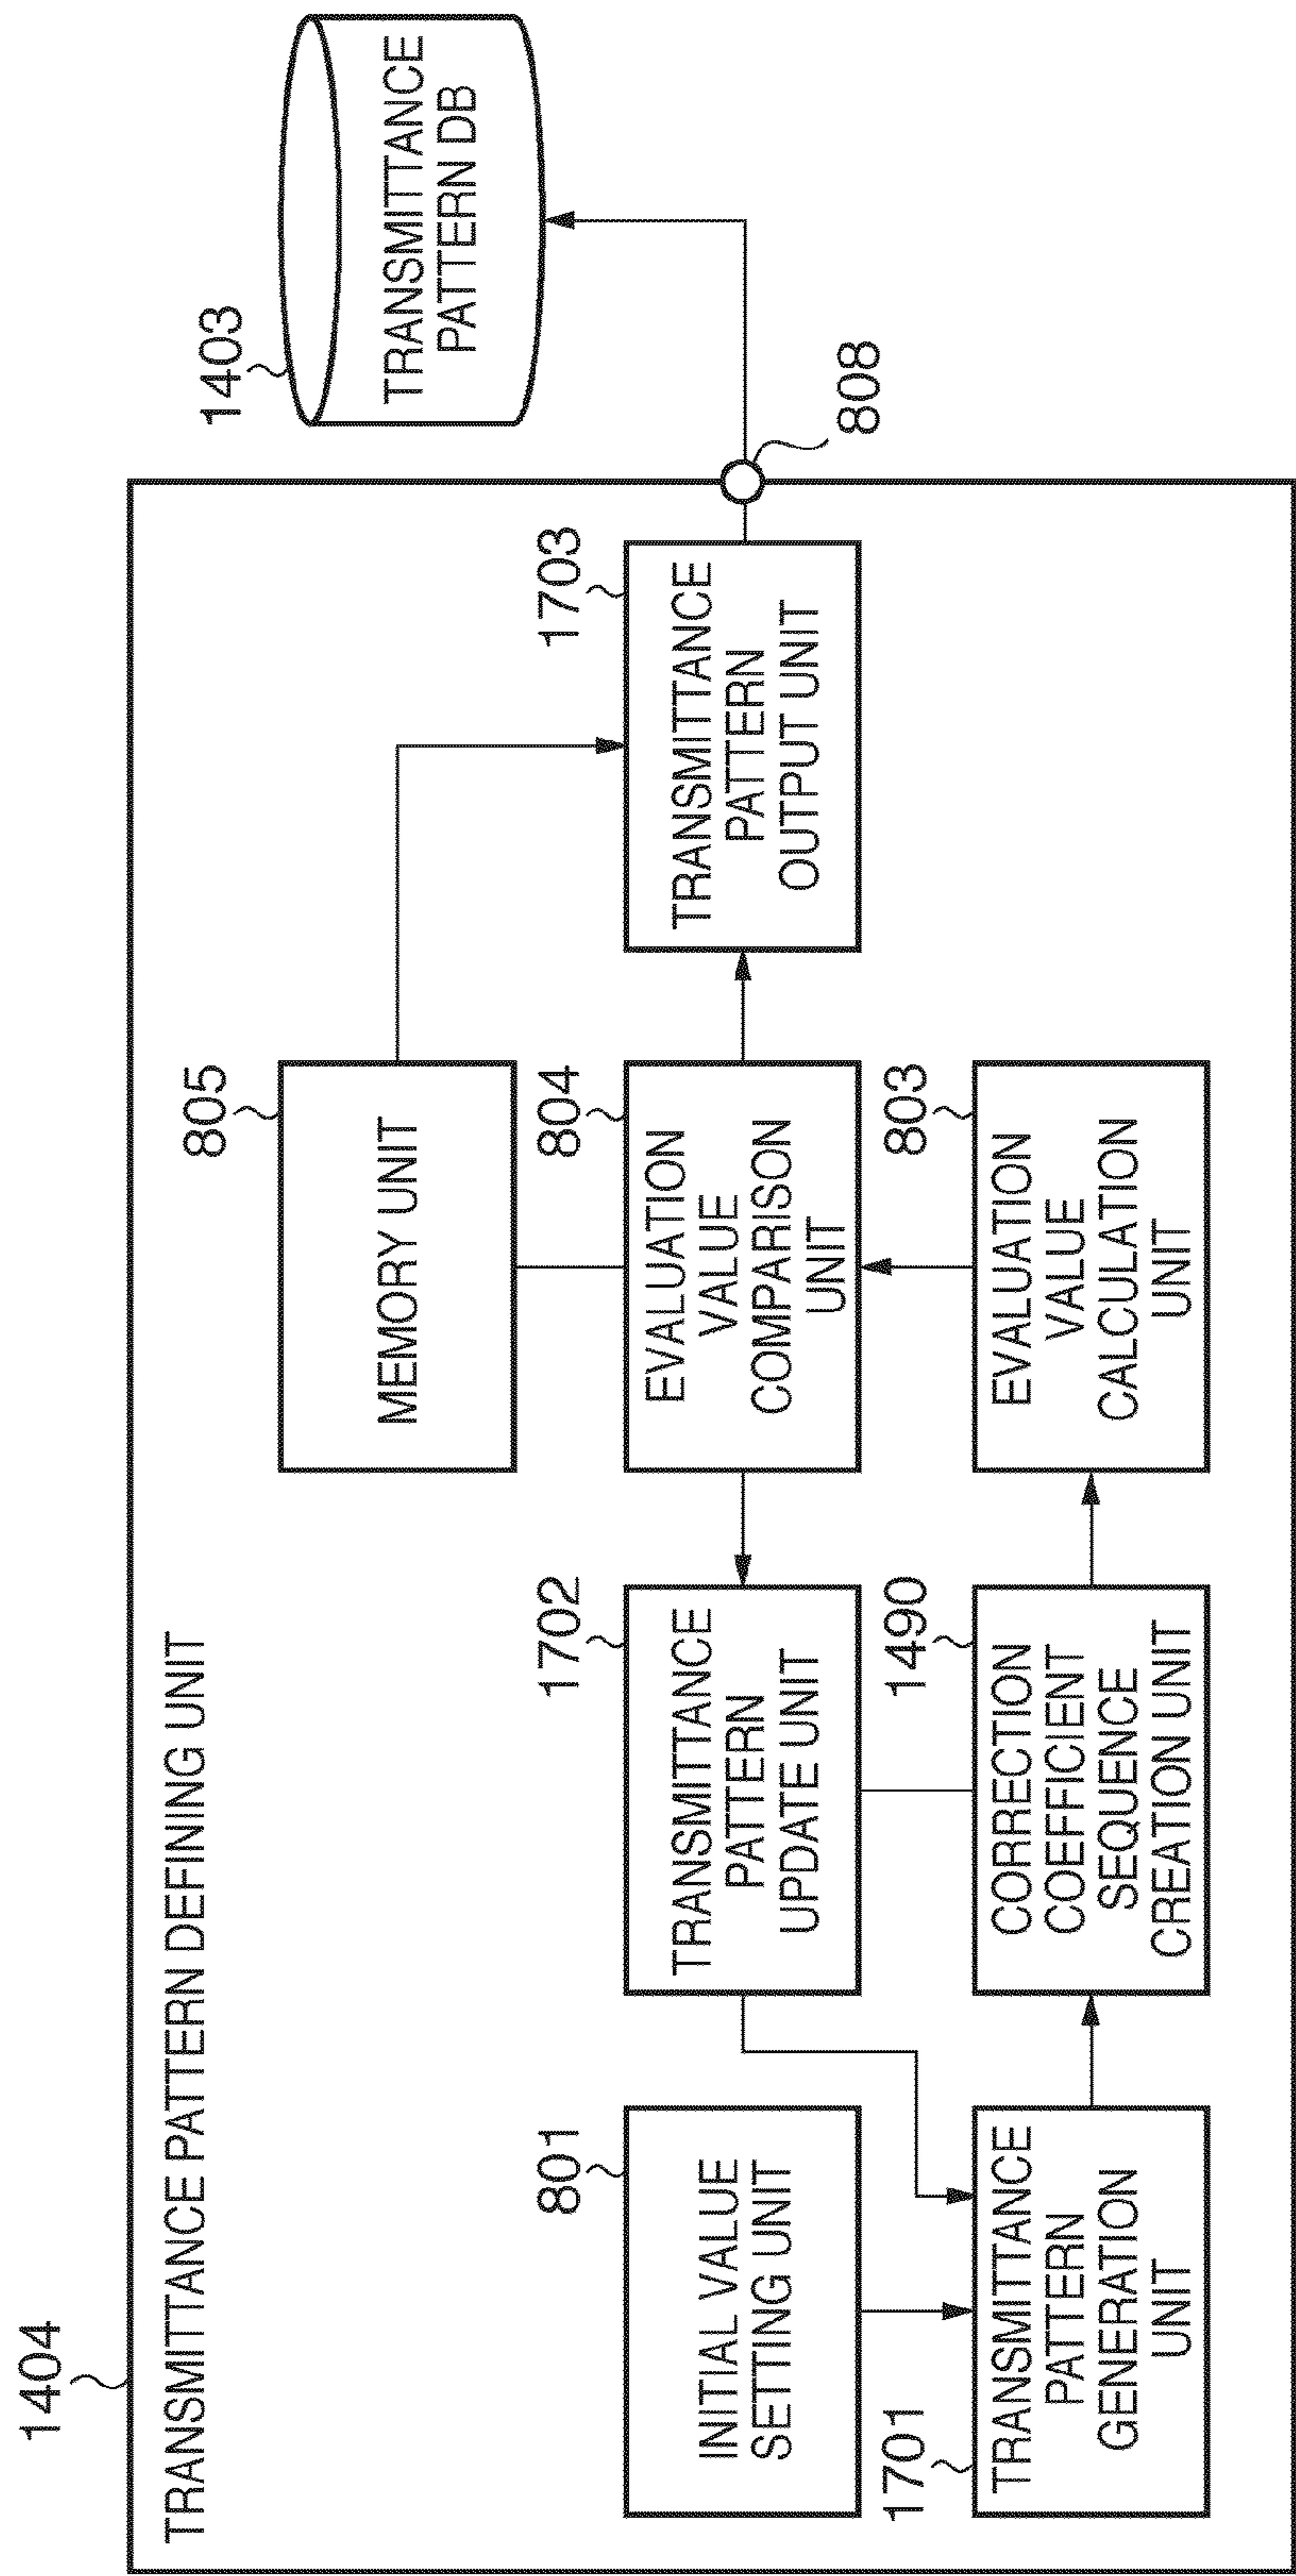 1404
TRANSMITTANCE PATTERN DEFINING UNIT
1403
TRANSMITTANCE
PATTERN DB
805
MEMORY UNIT
801
INITIAL VALUE
SETTING UNIT
1702
TRANSMITTANCE
PATTERN
UPDATE UNIT
804
EVALUATION
VALUE
COMPARISON
UNIT
1703
TRANSMITTANCE
PATTERN
OUTPUT UNIT
808
1701
TRANSMITTANCE
PATTERN
GENERATION
UNIT
1490
CORRECTION
COEFFICIENT
SEQUENCE
CREATION UNIT
803
EVALUATION
VALUE
CALCULATION
UNIT